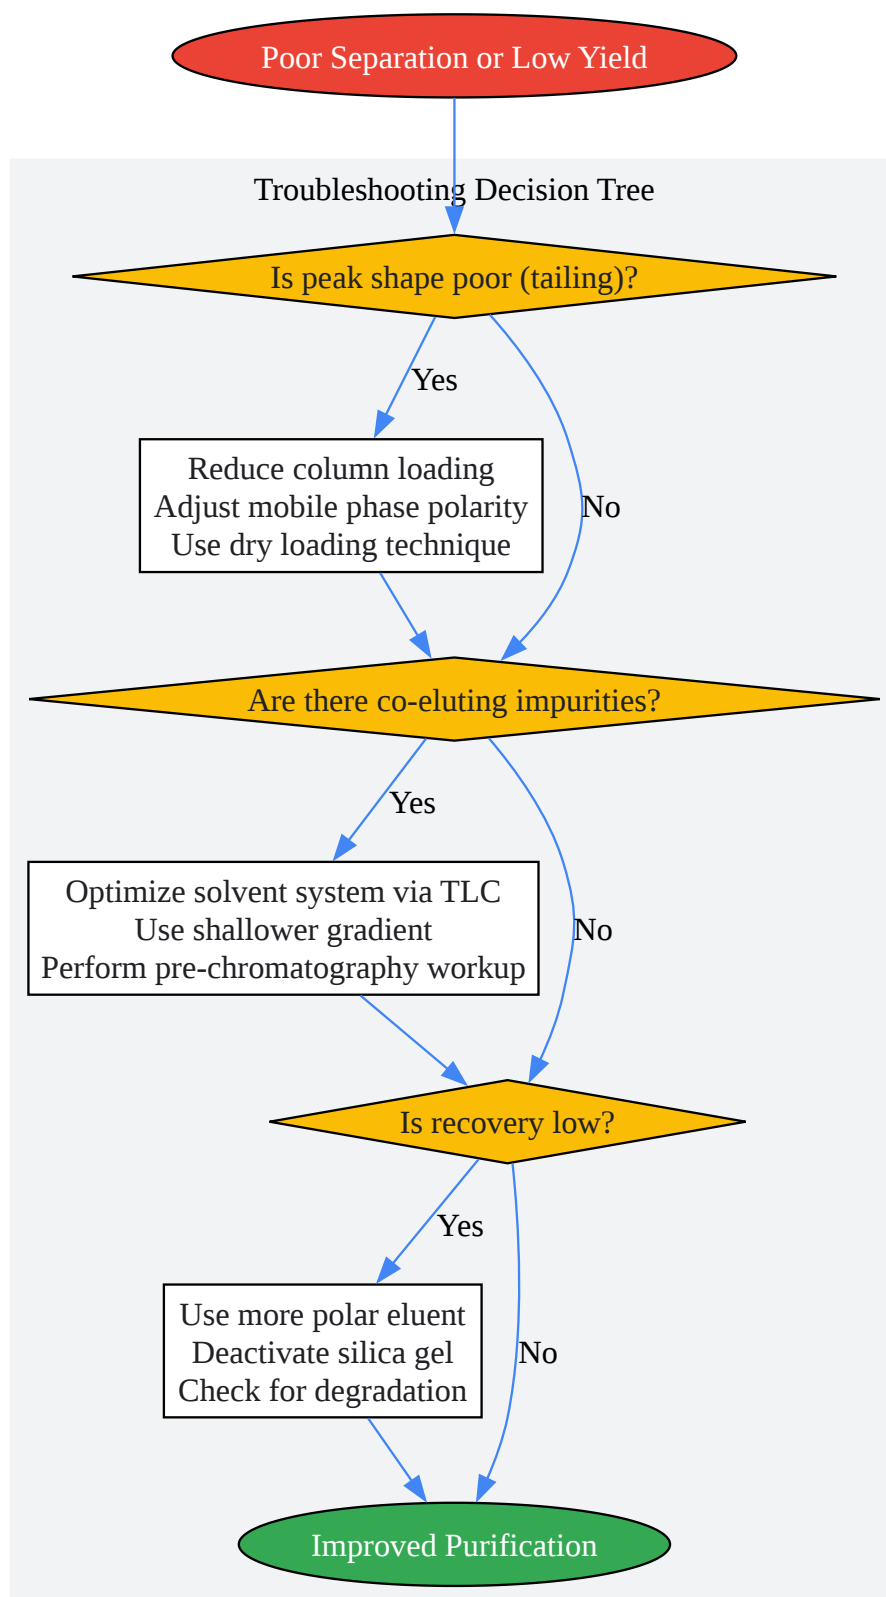 Poor Separation or Low Yield
Troubleshooting Decision Tree
Is peak shape poor (tailing)?
Yes
Reduce column loading
Adjust mobile phase polarity
Use dry loading technique
No
Are there co-eluting impurities?
Yes
Optimize solvent system via TLC
Use shallower gradient
Perform pre-chromatography workup
No
Is recovery low?
Yes
Use more polar eluent
Deactivate silica gel
Check for degradation
No
Improved Purification